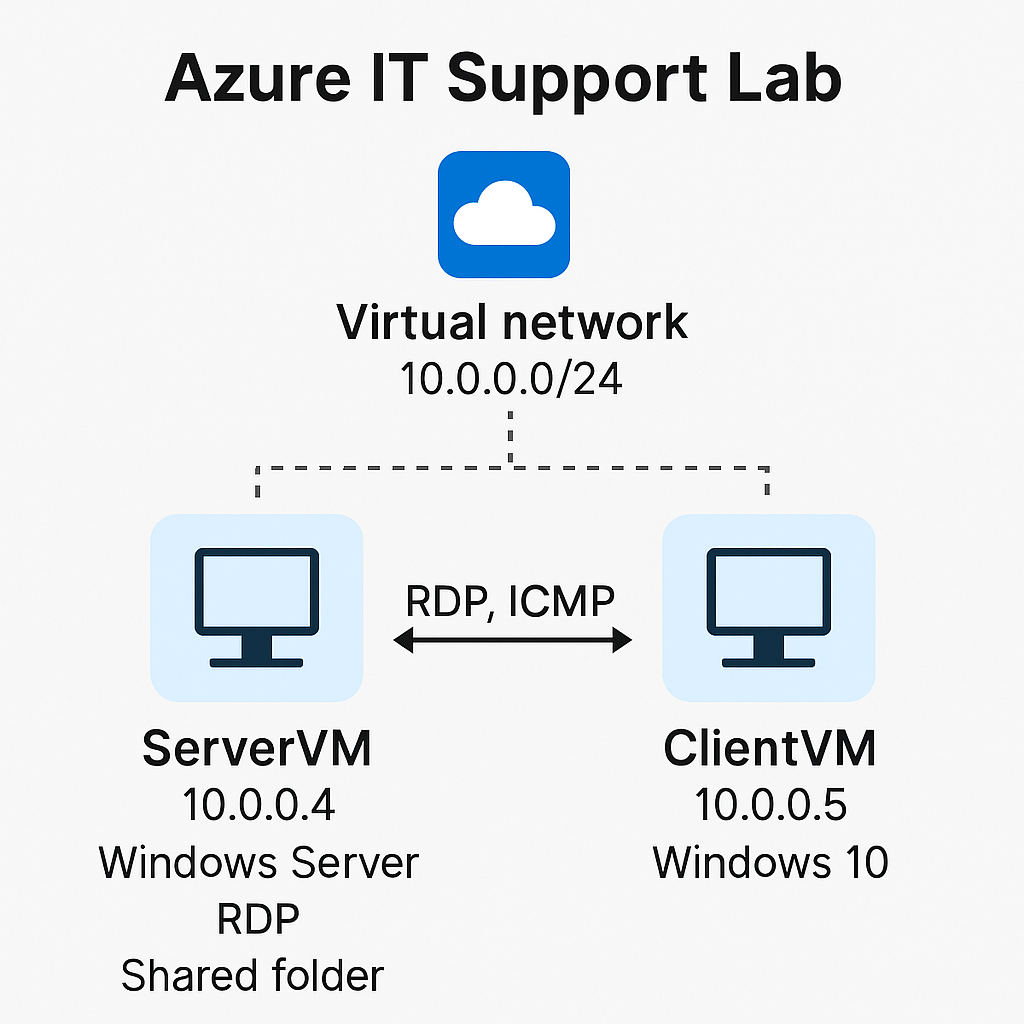 Azure IT Support Lab
Virtual network
10.0.0.0/24
RDP, ICMP
ServerVM
10.0.0.4
Windows Server
RDP
Shared folder
ClientVM
10.0.0.5
Windows 10